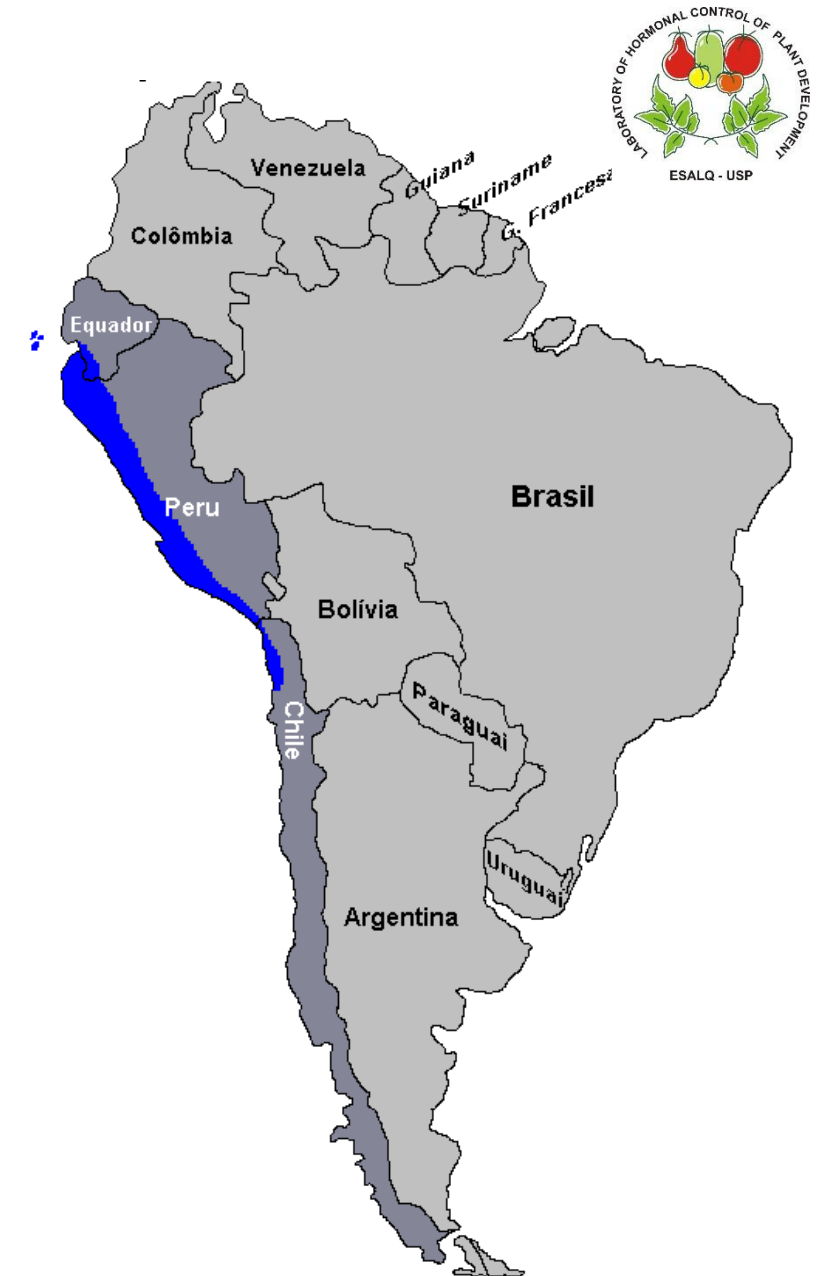 LABORATORY OF HORMONAL CONTROL OF PLANT DEVELOPMENT
ESALQ - USP
Venezuela
Guiana
Suriname
G. Francesa
Colômbia
Equador
Brasil
Peru
Bolívia
Paraguai
Chile
Uruguai
Argentina